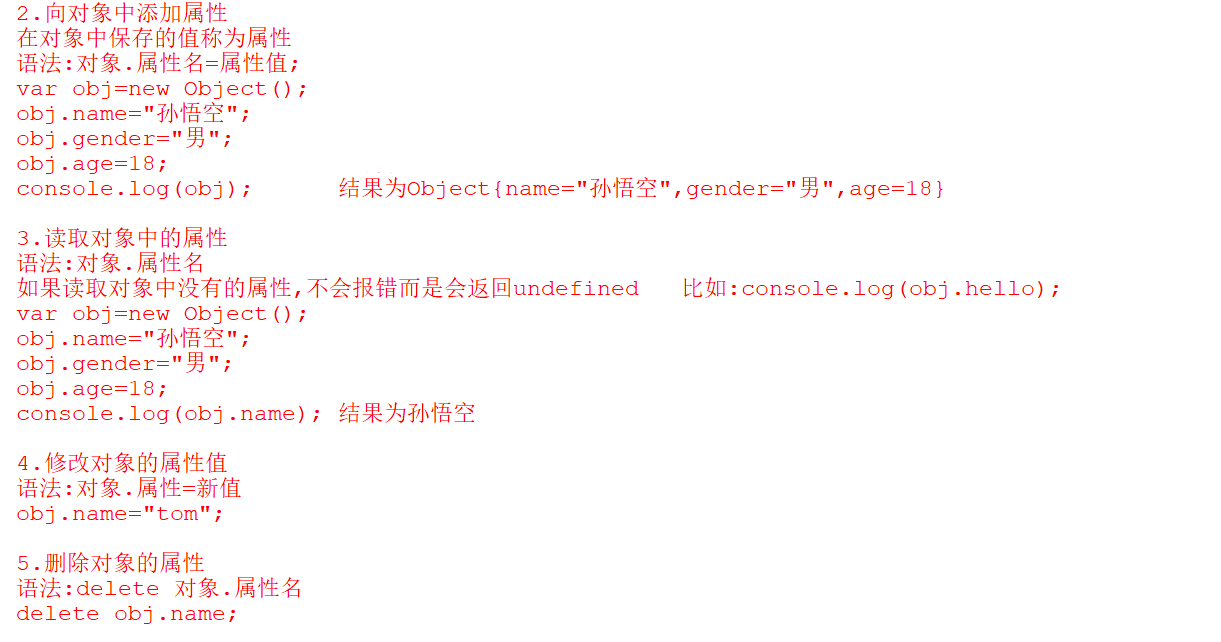 2.向对象中添加属性
在对象中保存的值称为属性
语法:对象.属性名=属性值;
var obj=new Object();
obj.name="孙悟空";
obj.gender="男";
obj.age=18;
console.log(obj);      结果为Object{name="孙悟空",gender="男",age=18}
3.读取对象中的属性
语法:对象.属性名
如果读取对象中没有的属性,不会报错而是会返回undefined   比如:console.log(obj.hello);
var obj=new Object();
obj.name="孙悟空";
obj.gender="男";
obj.age=18;
console.log(obj.name); 结果为孙悟空
4.修改对象的属性值
语法:对象.属性=新值
obj.name="tom";
5.删除对象的属性
语法:delete 对象.属性名
delete obj.name;